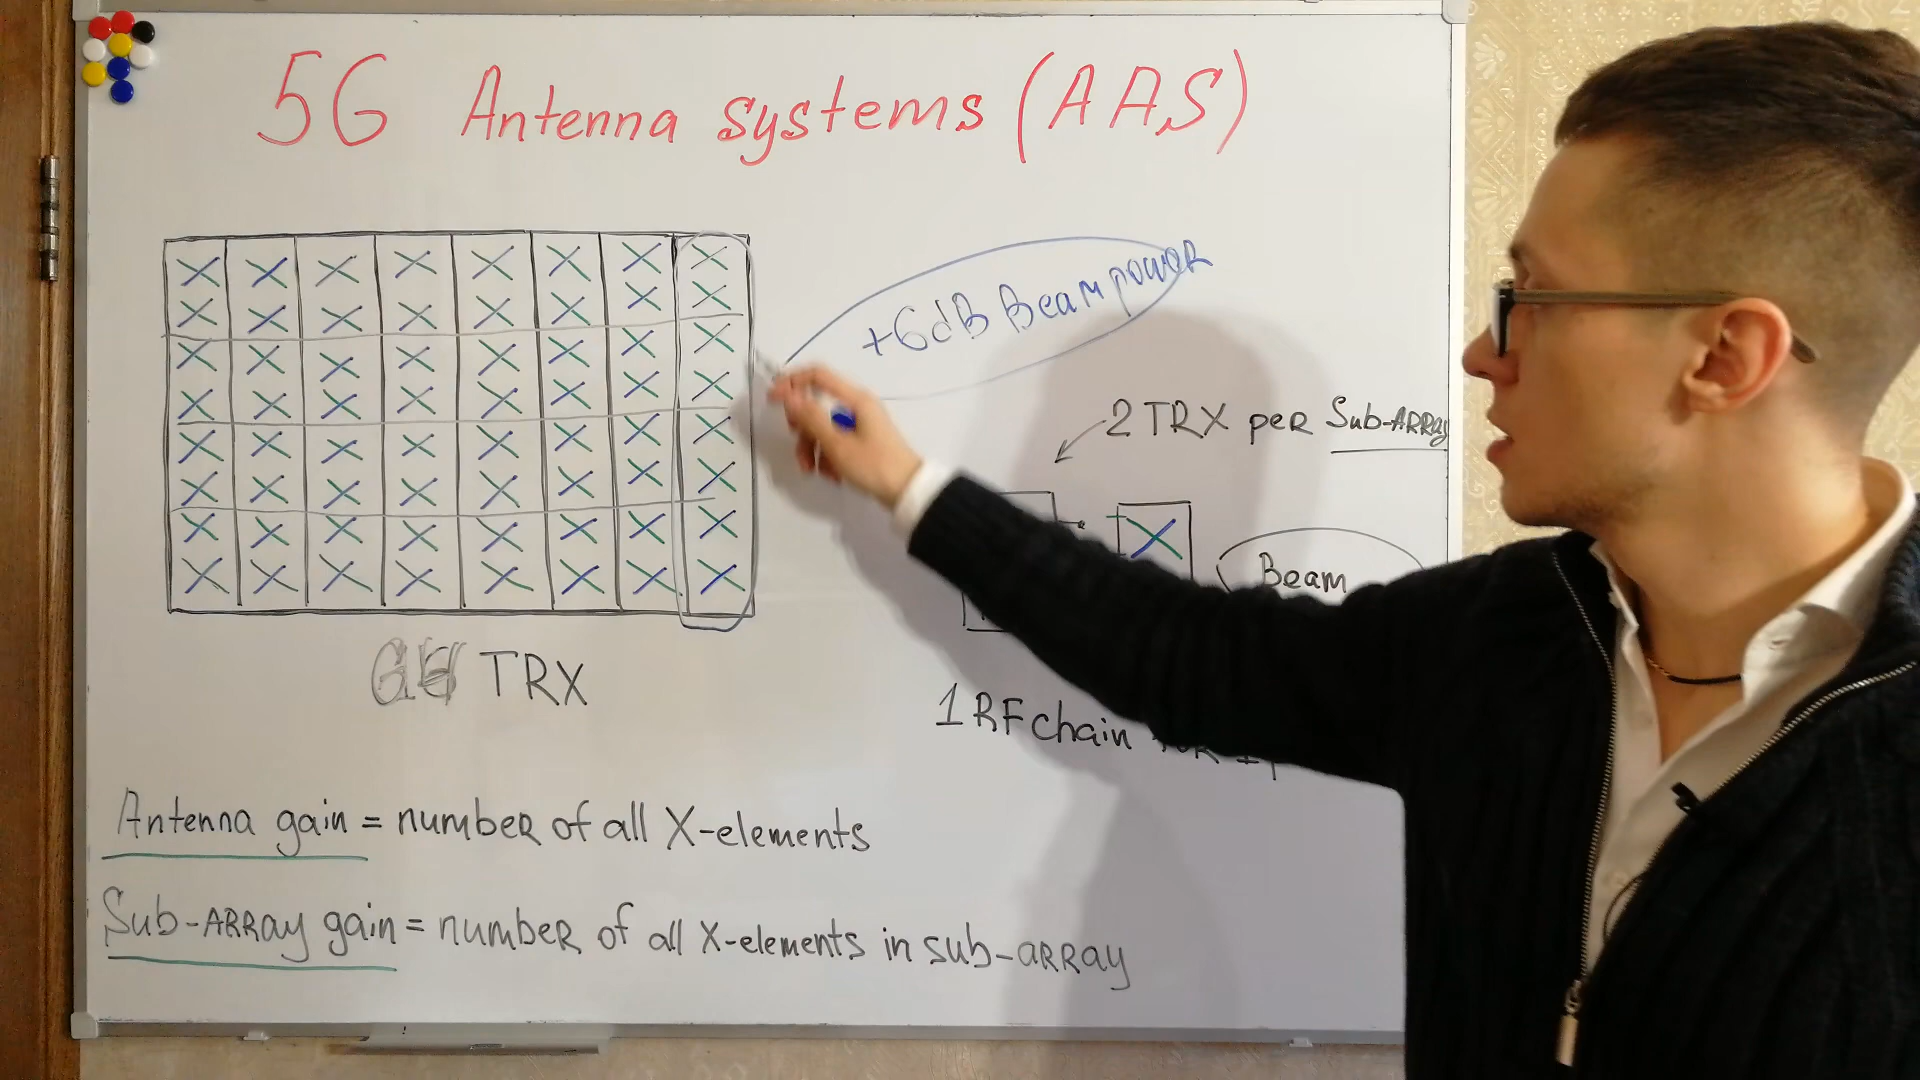 5G Antenna systems (AAS)
+6dB Beam power
2 TRX per Sub-ARRay
Beam
TRX
1 RF chain
Antenna gain = number of all X-elements
Sub-ARRay gain = number of all X-elements in sub-array